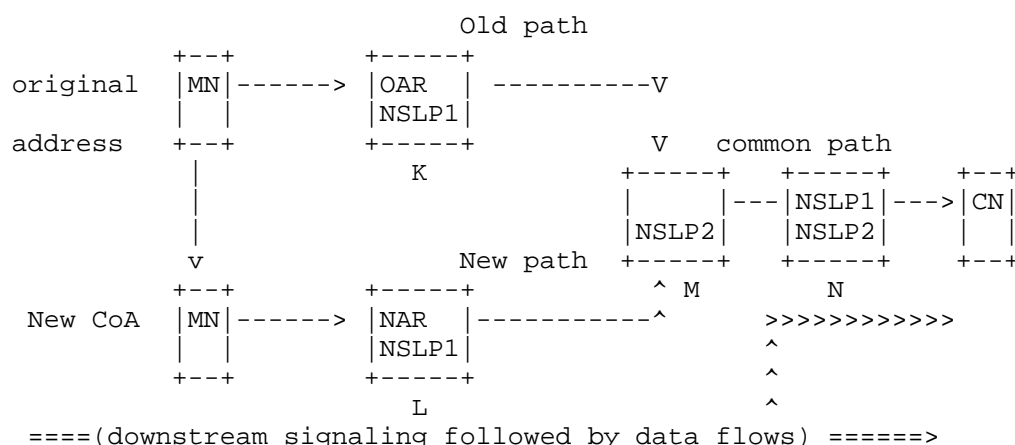 Old path
              +--+        +-----+
original      |MN|------> |OAR  | ----------V
              |  |        |NSLP1|
address       +--+        +-----+           V   common path
               |             K            +-----+   +-----+    +--+
               |                          |     |---|NSLP1|--->|CN|
               |                          |NSLP2|   |NSLP2|    |  |
               v                New path  +-----+   +-----+    +--+
              +--+        +-----+           ^ M        N
 New CoA      |MN|------> |NAR  |-----------^      >>>>>>>>>>>>
              |  |        |NSLP1|                  ^
              +--+        +-----+                  ^
                             L                     ^
 ====(downstream signaling followed by data flows) ======>